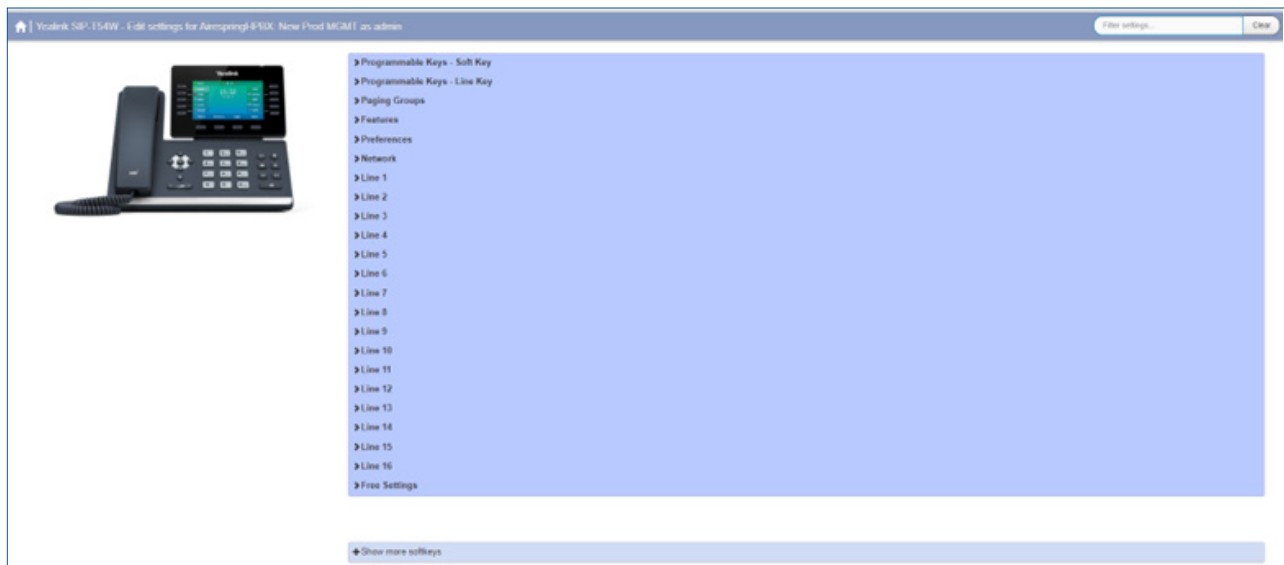 Yealink SIP-T54W - Edit settings for AirespringHPBX: New Prod MGMT as admin
Filter settings...
Clear
Yealink
Programmable Keys - Soft Key
Programmable Keys - Line Key
Paging Groups
Features
Preferences
Network
Line 1
Line 2
Line 3
Line 4
Line 5
Line 6
Line 7
Line 8
Line 9
Line 10
Line 11
Line 12
Line 13
Line 14
Line 15
Line 16
Free Settings
Show more softkeys